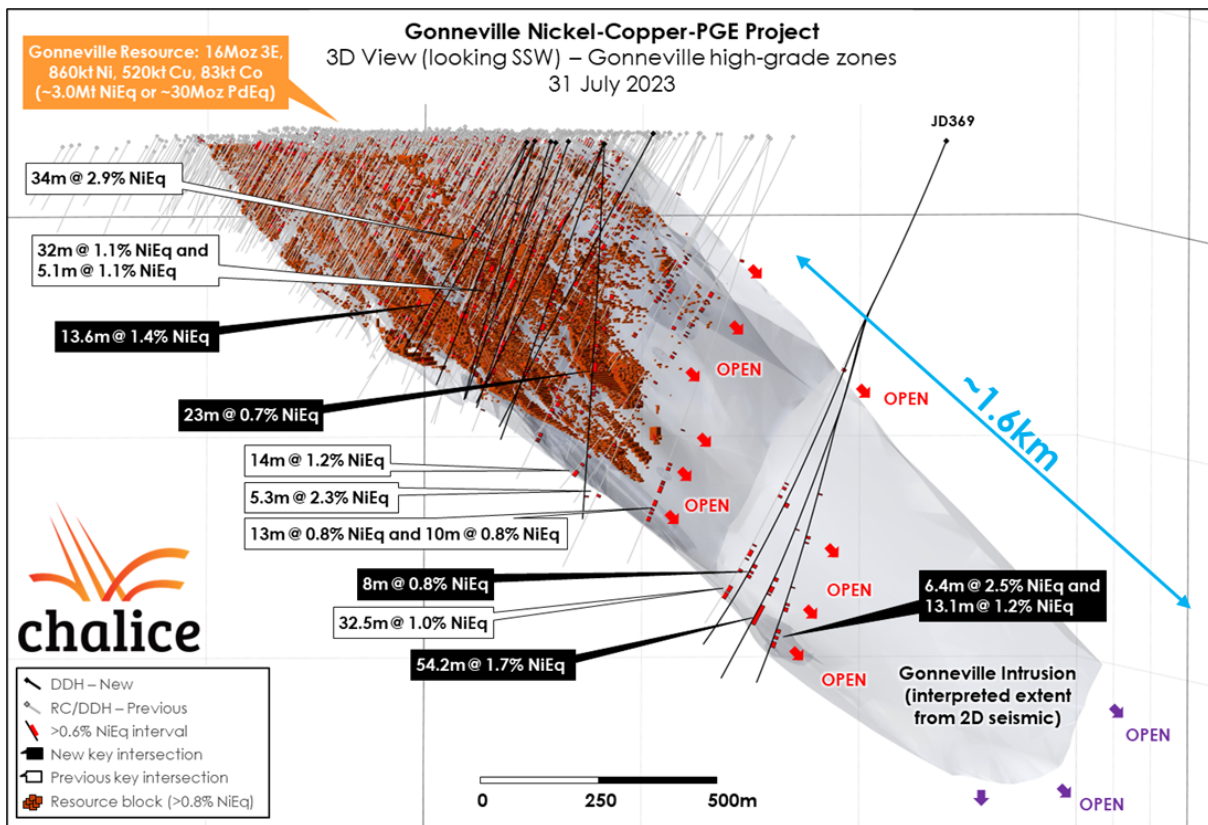 Gonneville Nickel-Copper-PGE Project
3D View (looking SSW) – Gonneville high-grade zones
31 July 2023
Gonneville Resource: 16Moz 3E,
860kt Ni, 520kt Cu, 83kt Co
(~3.0Mt NiEq or ~30Moz PdEq)
JD369
34m @ 2.9% NiEq
32m @ 1.1% NiEq and
5.1m @ 1.1% NiEq
13.6m @ 1.4% NiEq
23m @ 0.7% NiEq
14m @ 1.2% NiEq
5.3m @ 2.3% NiEq
13m @ 0.8% NiEq and 10m @ 0.8% NiEq
8m @ 0.8% NiEq
32.5m @ 1.0% NiEq
54.2m @ 1.7% NiEq
6.4m @ 2.5% NiEq and
13.1m @ 1.2% NiEq
OPEN
OPEN
OPEN
OPEN
OPEN
~1.6km
Gonneville Intrusion
(interpreted extent
from 2D seismic)
OPEN
OPEN
chalice
DDH – New
RC/DDH – Previous
>0.6% NiEq interval
New key intersection
Previous key intersection
Resource block (>0.8% NiEq)
0 250 500m